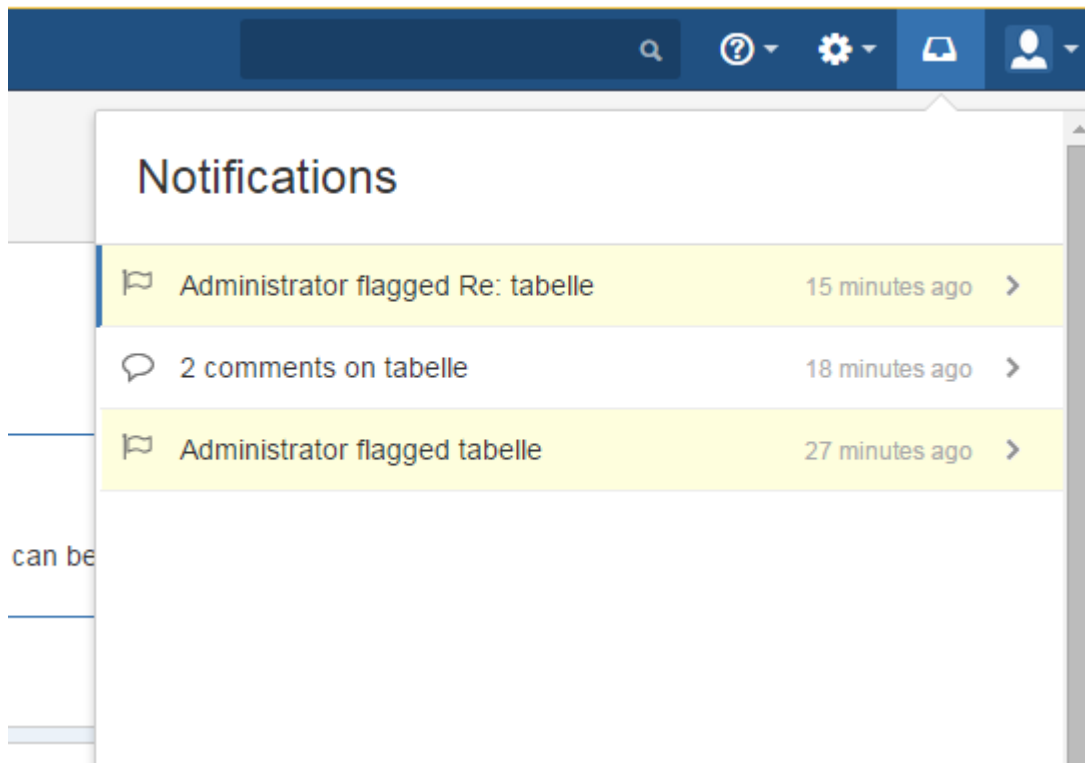 Notifications
Administrator flagged Re: tabelle 15 minutes ago
2 comments on tabelle 18 minutes ago
Administrator flagged tabelle 27 minutes ago
can be